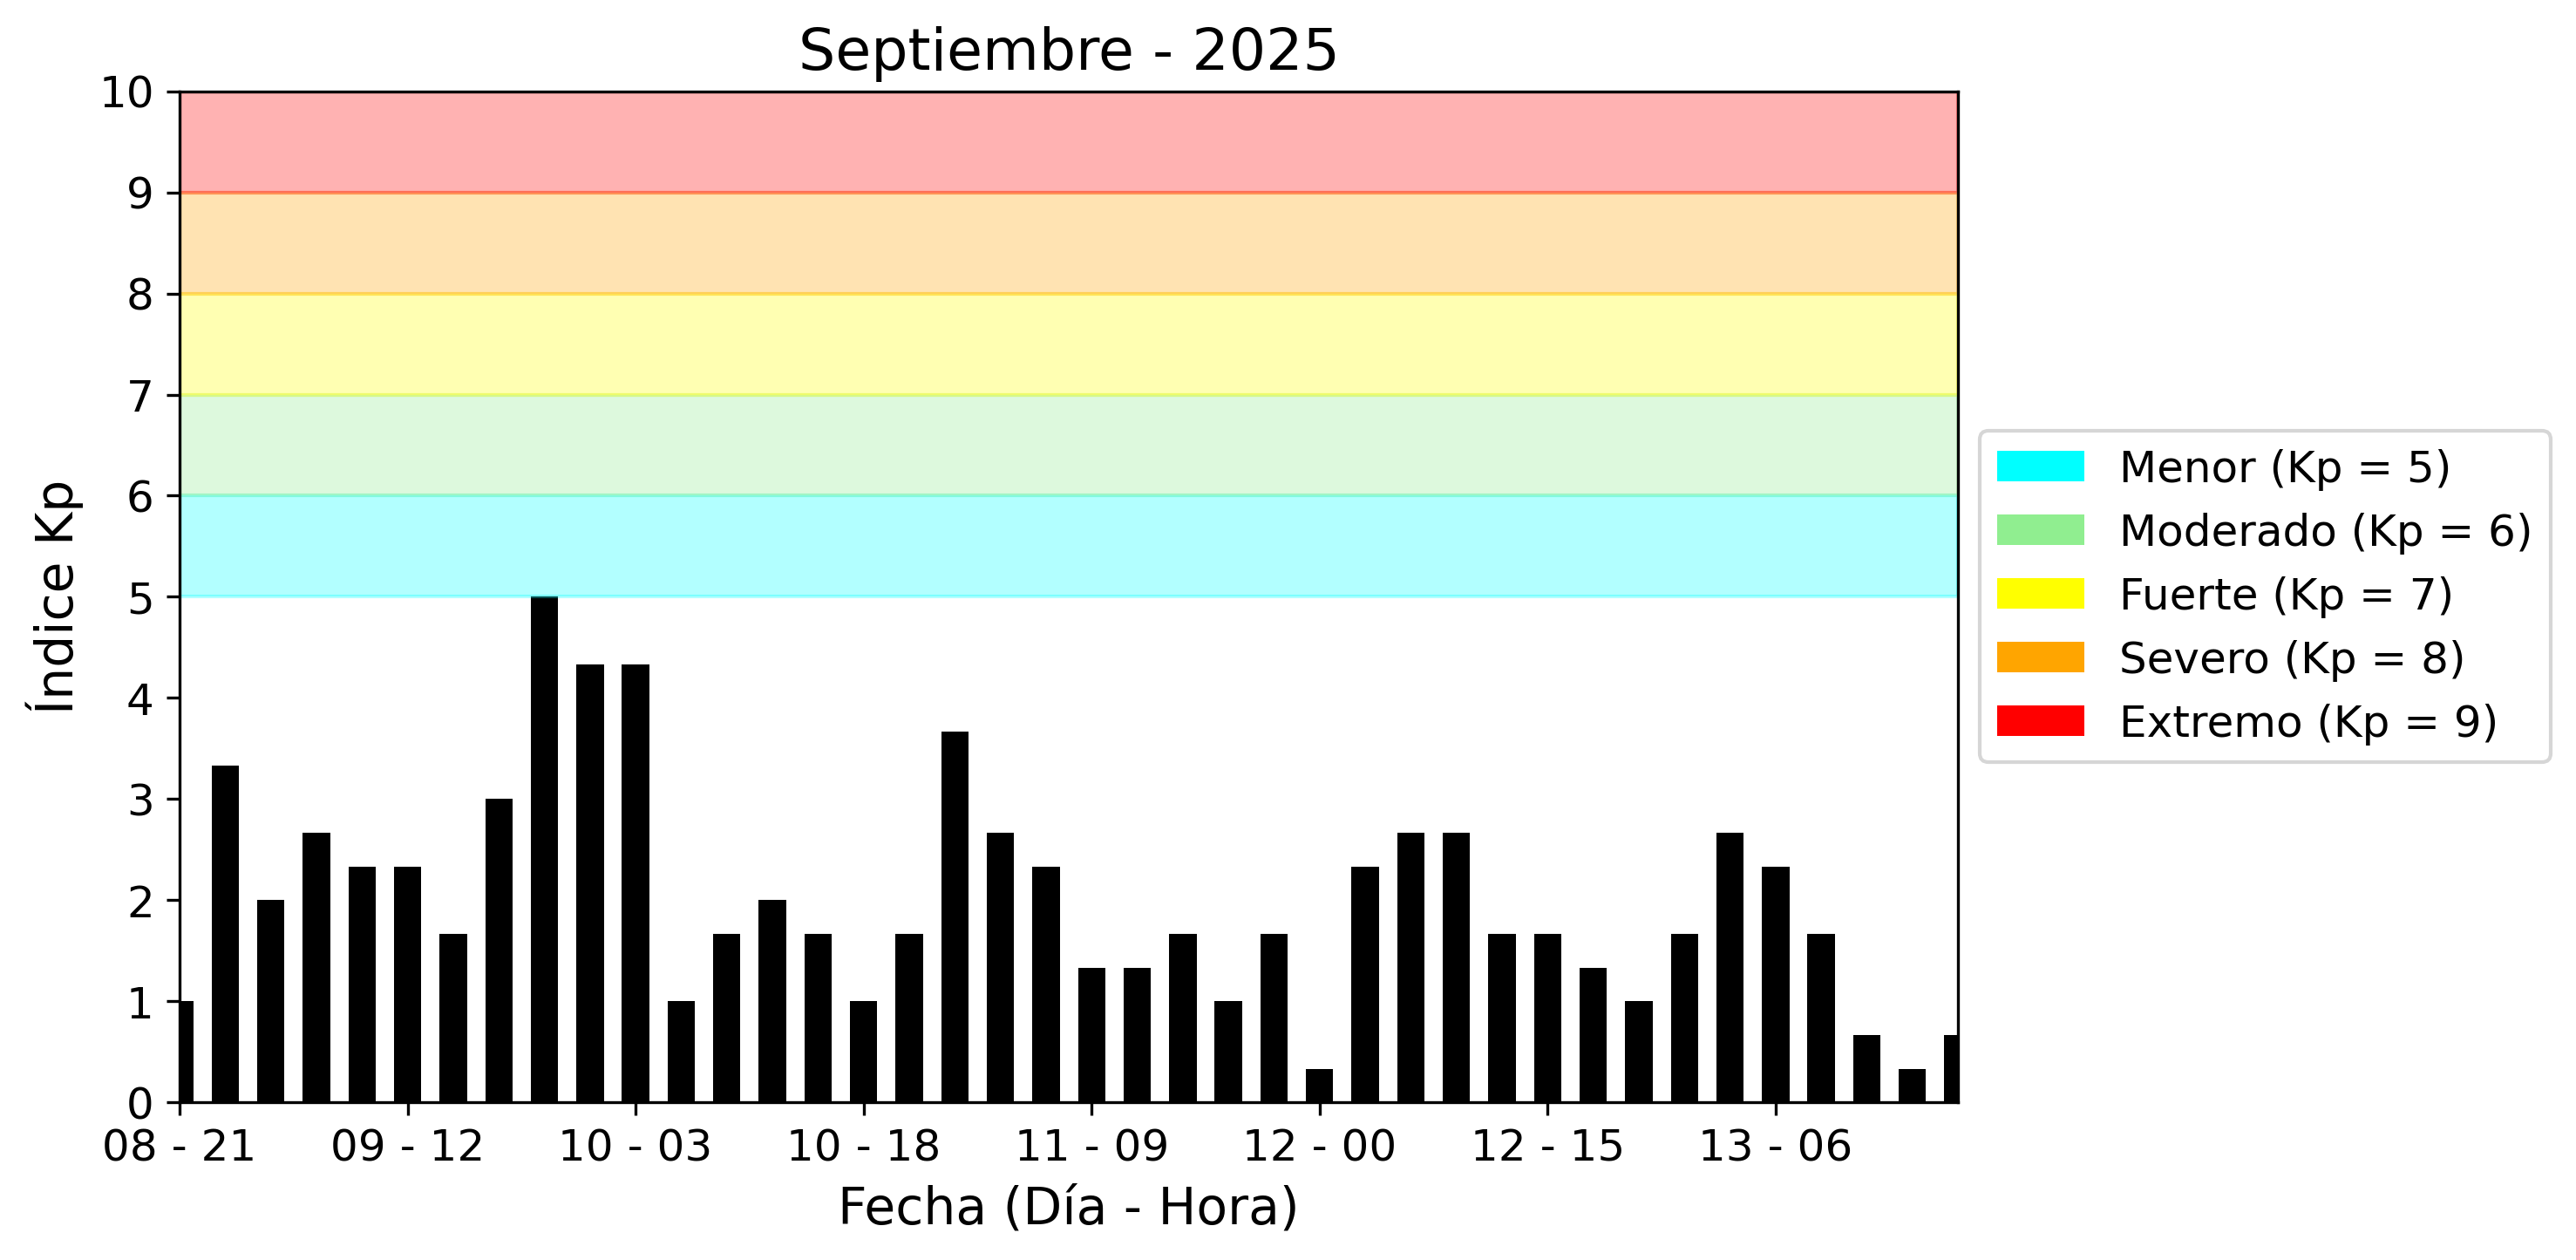 Septiembre - 2025
10
9
8
7
6
5
4
3
2
1
0
Índice Kp
08 - 21
09 - 12
10 - 03
10 - 18
11 - 09
12 - 00
12 - 15
13 - 06
Fecha (Día - Hora)
Menor (Kp = 5)
Moderado (Kp = 6)
Fuerte (Kp = 7)
Severo (Kp = 8)
Extremo (Kp = 9)